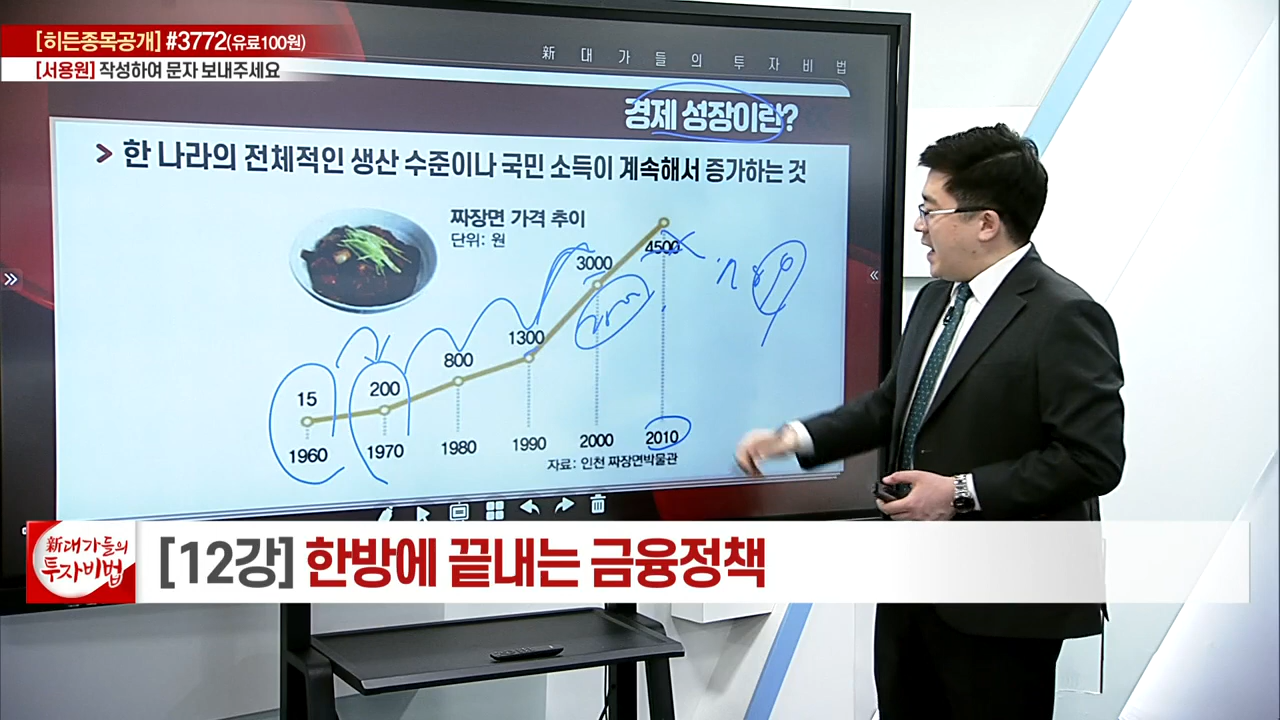 [히든종목공개] #3772(유료100원)
[서용원] 작성하여 문자 보내주세요
新 대 가 들 의 투 자 비 법
경제 성장이란?
> 한 나라의 전체적인 생산 수준이나 국민 소득이 계속해서 증가하는 것
짜장면 가격 추이
단위: 원
15
200
800
1300
3000
4500
1960
1970
1980
1990
2000
2010
자료: 인천 짜장면박물관
新대가들의
투자비법
[12강] 한방에 끝내는 금융정책